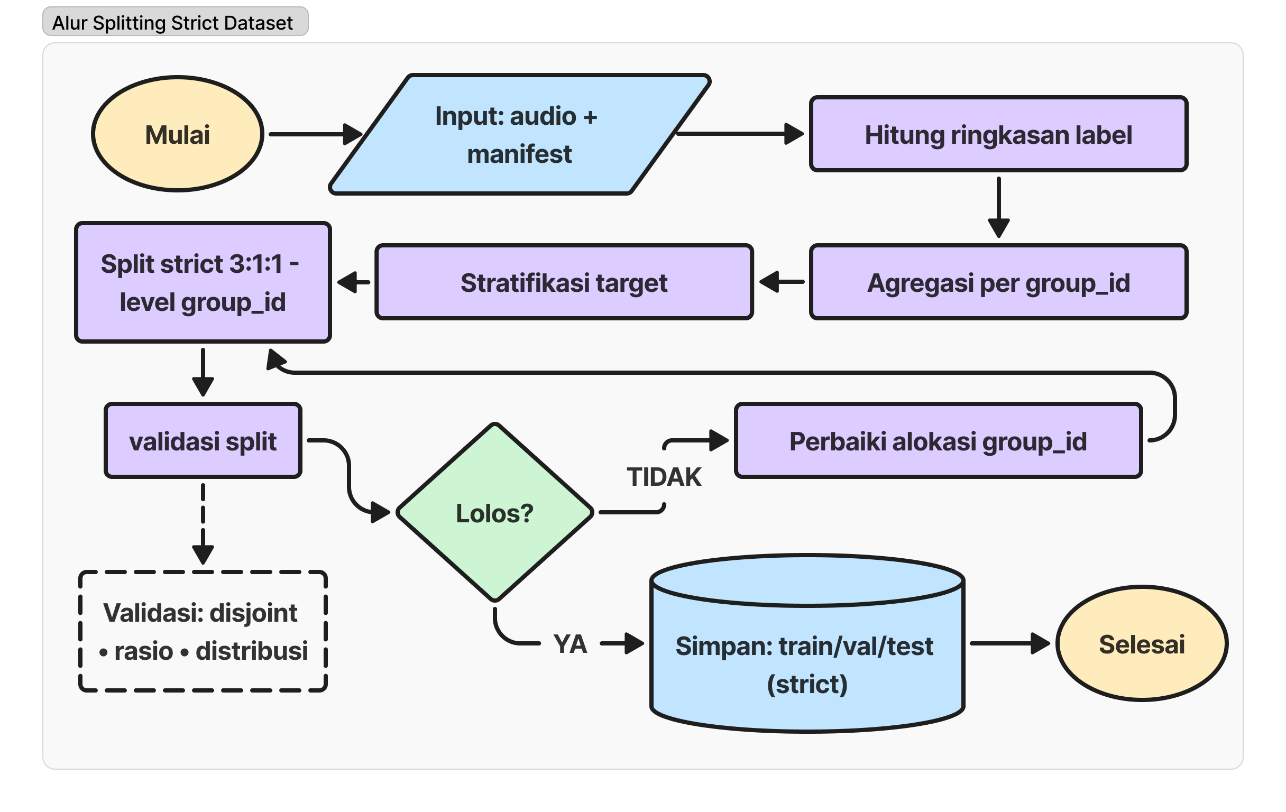 Alur Splitting Strict Dataset
Mulai
Input: audio +
manifest
Hitung ringkasan label
Split strict 3:1:1 -
level group_id
Stratifikasi target
Agregasi per group_id
validasi split
Lolos?
TIDAK
Perbaiki alokasi group_id
Validasi: disjoint
• rasio • distribusi
YA
Simpan: train/val/test
(strict)
Selesai